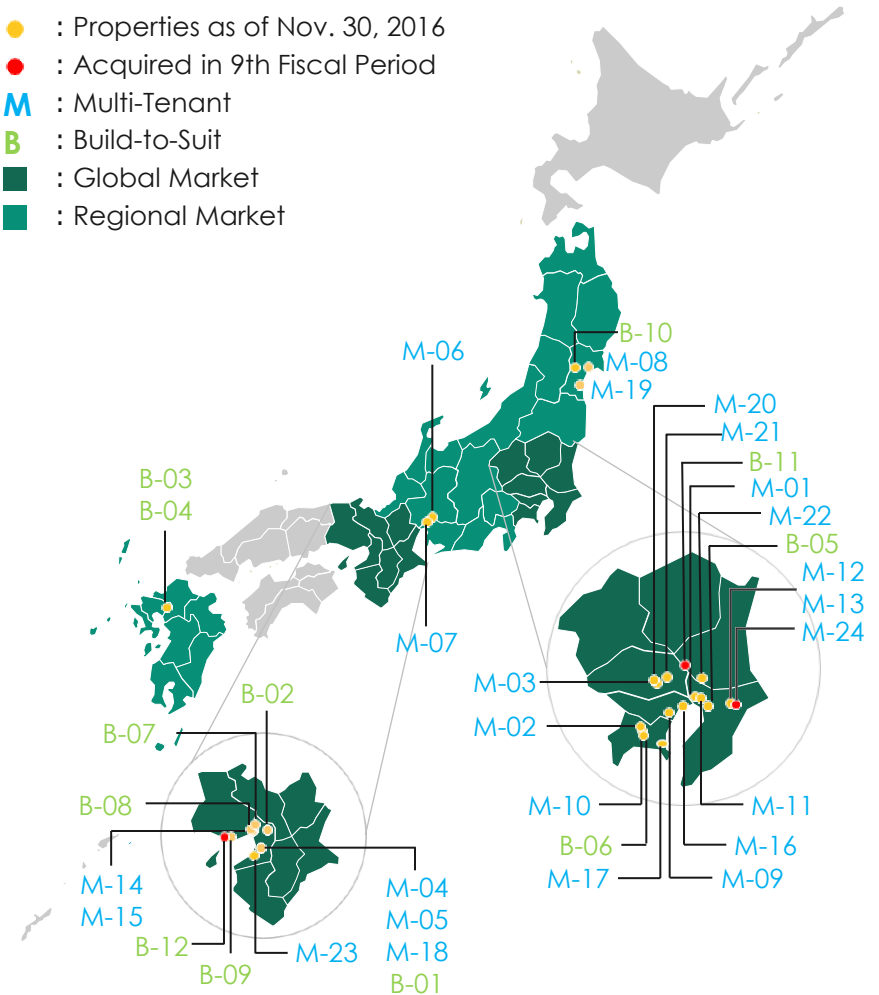 : Properties as of Nov. 30, 2016
: Acquired in 9th Fiscal Period
M : Multi-Tenant
B : Build-to-Suit
: Global Market
: Regional Market
B-10
M-06
M-08
M-19
M-20
M-21
B-11
M-01
M-22
B-05
M-12
M-13
M-24
B-03
B-04
M-07
M-03
M-02
M-10
B-06
M-17
M-11
M-16
M-09
B-02
B-07
B-08
M-14
M-15
B-12
B-09
M-23
M-04
M-05
M-18
B-01